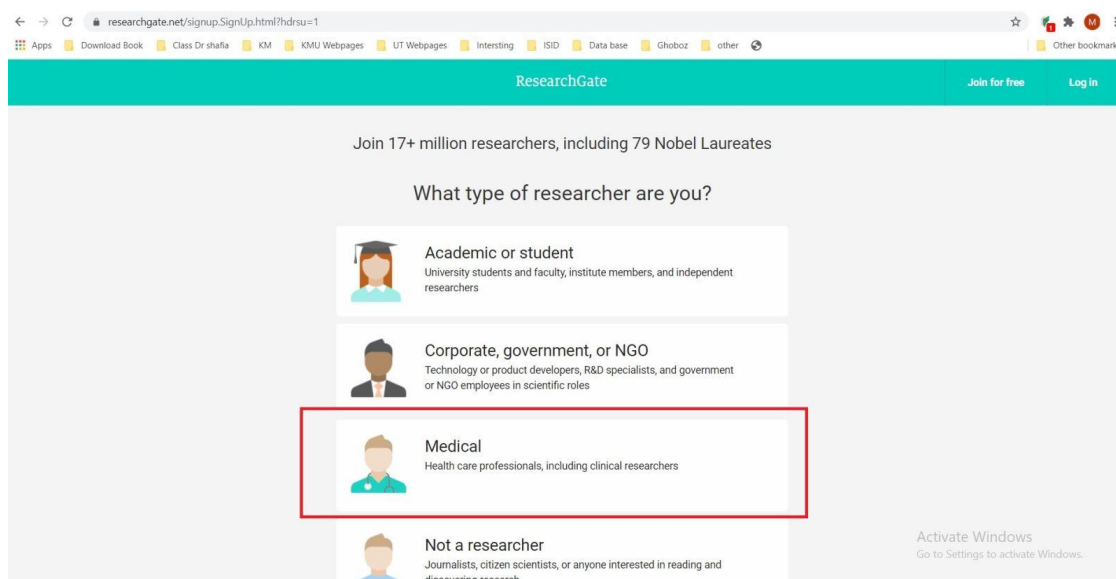 researchgate.net/signup.SignUp.html?hdrsu=1
1
M
Apps Download Book Class Dr shafia KM KMU Webpages UT Webpages Intersting ISID Data base Ghoboz other Other bookmark
ResearchGate Join for free Log in
Join 17+ million researchers, including 79 Nobel Laureates
What type of researcher are you?
Academic or student
University students and faculty, institute members, and independent
researchers
Corporate, government, or NGO
Technology or product developers, R&D specialists, and government
or NGO employees in scientific roles
Medical
Health care professionals, including clinical researchers
Not a researcher
Journalists, citizen scientists, or anyone interested in reading and
discovering research
Activate Windows
Go to Settings to activate Windows.